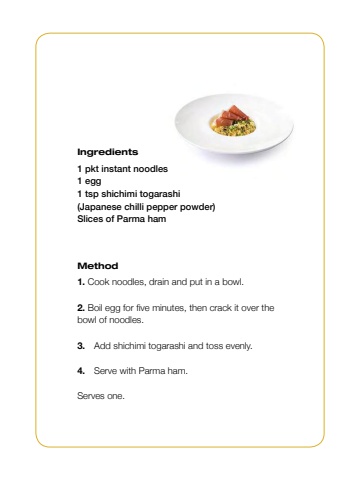 Ingredients
1 pkt instant noodles
1 egg
1 tsp shichimi togarashi
(Japanese chilli pepper powder)
Slices of Parma ham
Method
1. Cook noodles, drain and put in a bowl.
2. Boil egg for five minutes, then crack it over the
bowl of noodles.
3. Add shichimi togarashi and toss evenly.
4. Serve with Parma ham.
Serves one.